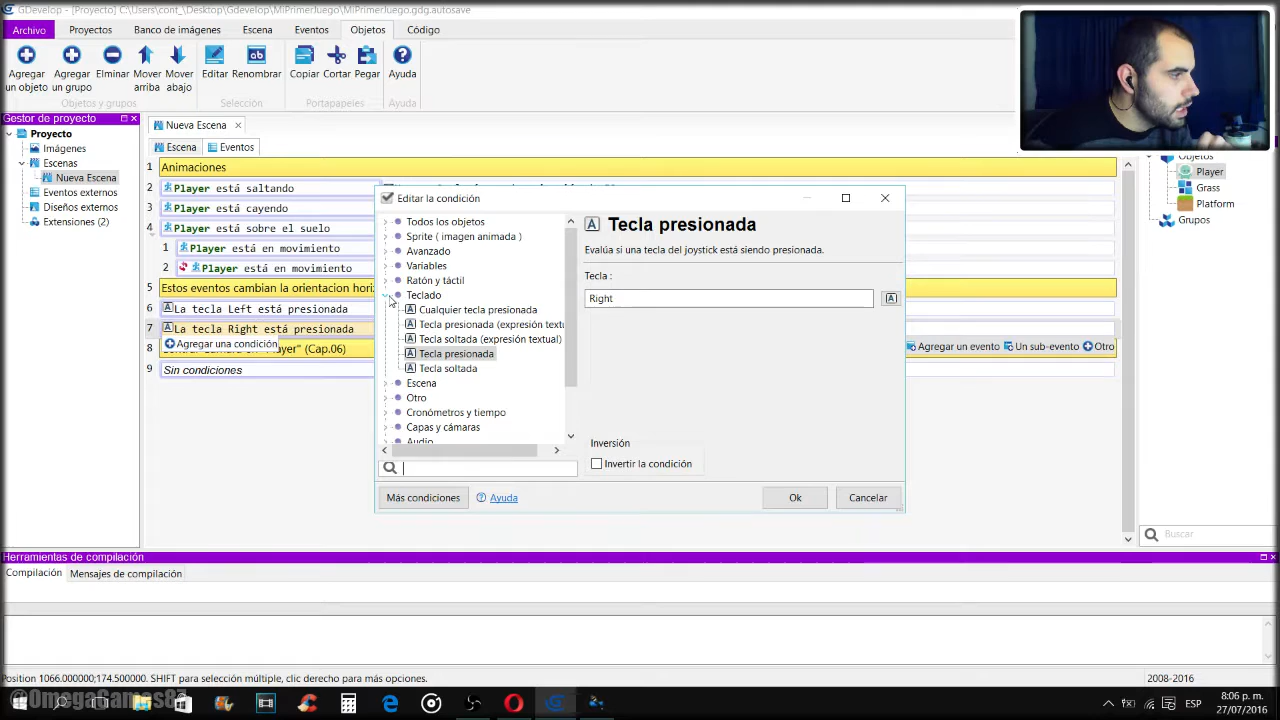 GDevelop - [Proyecto] C:\Users\cont_\Desktop\Gdevelop\MiPrimerJuego\MiPrimerJuego.gdg.autosave
Archivo Proyectos Banco de imágenes Escena Eventos Objetos Código
Agregar un objeto
Agregar un grupo
Elminar
Mover arriba
Mover abajo
Editar
Renombrar
Copiar
Cortar
Pegar
Ayuda
Objetos y grupos
Selección
Portapapeles
Ayuda
Gestor de proyecto
Proyecto
Imágenes
Escenas
Nueva Escena
Eventos externos
Diseños externos
Extensiones (2)
Nueva Escena
Escena Eventos
1 Animaciones
2 Player está saltando
3 Player está cayendo
4 Player está sobre el suelo
1 Player está en movimiento
2 Player está en movimiento
5 Estos eventos cambian la orientacion hori
6 La tecla Left está presionada
7 La tecla Right está presionada
Agregar una condición
8 "Player" (Cap.06)
9 Sin condiciones
Agregar un evento Un sub-evento Otro
Editar la condición
Todos los objetos
Sprite ( imagen animada )
Avanzado
Variables
Ratón y táctil
Teclado
Cualquier tecla presionada
Tecla presionada (expresión textu
Tecla soltada (expresión textual)
Tecla presionada
Tecla soltada
Escena
Otro
Cronómetros y tiempo
Capas y cámaras
Audio
Más condiciones
Ayuda
Tecla presionada
Evalúa si una tecla del joystick está siendo presionada.
Tecla :
Right
Inversión
Invertir la condición
Ok
Cancelar
Objetos
Player
Grass
Platform
Grupos
Buscar
Herramientas de compilación
Compilación Mensajes de compilación
Position 1066.000000;174.500000. SHIFT para selección múltiple, clic derecho para más opciones.
2008-2016
@OmegaGames87
ESP
8:06 p. m.
27/07/2016